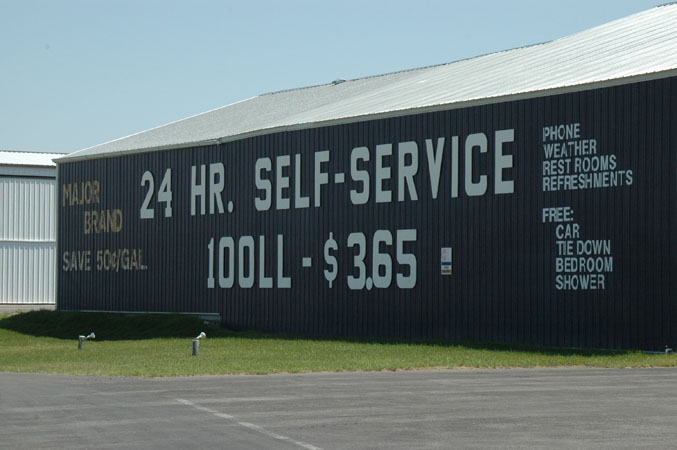 MAJOR
BRAND
SAVE 50¢/GAL.
24 HR. SELF-SERVICE
100LL - $3.65
PHONE
WEATHER
REST ROOMS
REFRESHMENTS
FREE:
CAR
TIE DOWN
BEDROOM
SHOWER